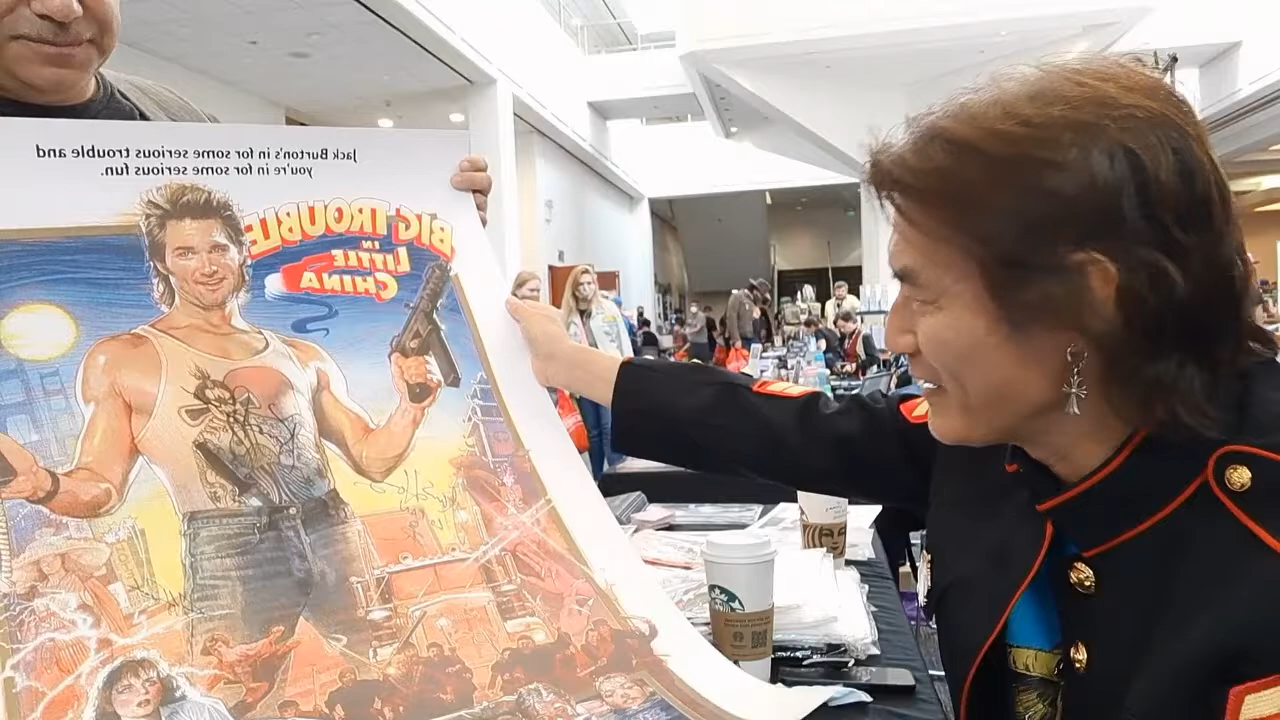 Jack Burton's in for some serious trouble and
you're in for some serious fun.
BIG TROUBLE
IN
LITTLE
CHINA